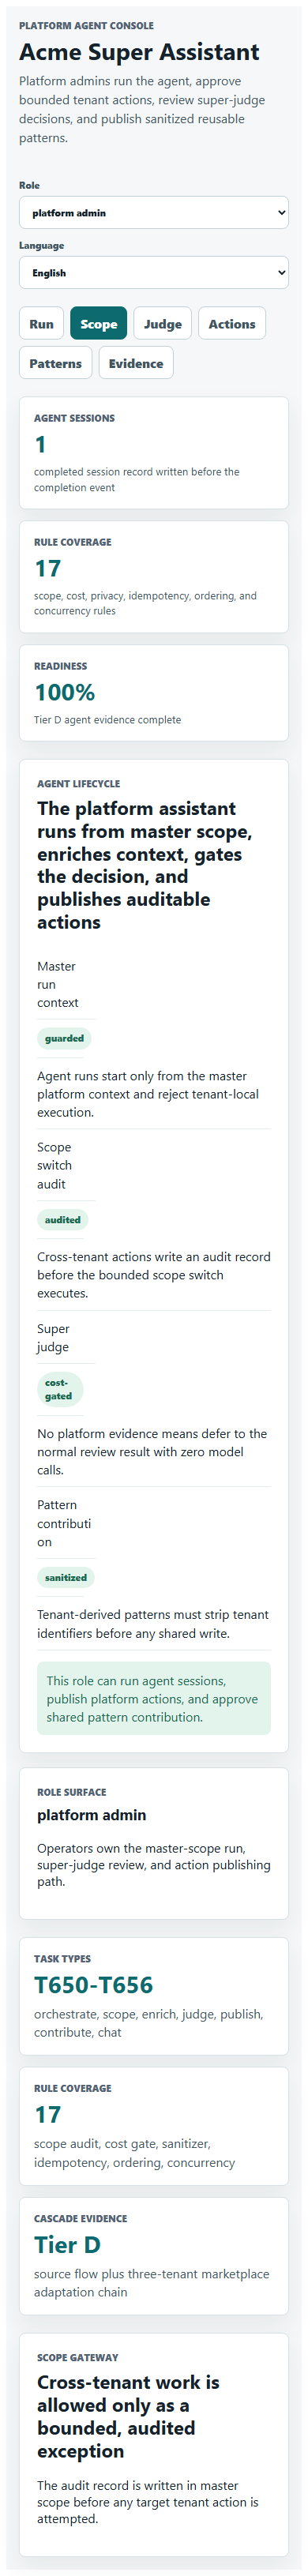 PLATFORM AGENT CONSOLE
Acme Super Assistant
Platform admins run the agent, approve
bounded tenant actions, review super-judge
decisions, and publish sanitized reusable
patterns.
Role
platform admin
Language
English
Run
Scope
Judge
Actions
Patterns
Evidence
AGENT SESSIONS
1
completed session record written before the
completion event
RULE COVERAGE
17
scope, cost, privacy, idempotency, ordering, and
concurrency rules
READINESS
100%
Tier D agent evidence complete
AGENT LIFECYCLE
The platform assistant
runs from master scope,
enriches context, gates
the decision, and
publishes auditable
actions
Master
run
context
guarded
Agent runs start only from the master
platform context and reject tenant-local
execution.
Scope
switch
audit
audited
Cross-tenant actions write an audit record
before the bounded scope switch
executes.
Super
judge
cost-
gated
No platform evidence means defer to the
normal review result with zero model
calls.
Pattern
contributi
on
sanitized
Tenant-derived patterns must strip tenant
identifiers before any shared write.
This role can run agent sessions,
publish platform actions, and approve
shared pattern contribution.
ROLE SURFACE
platform admin
Operators own the master-scope run,
super-judge review, and action publishing
path.
TASK TYPES
T650-T656
orchestrate, scope, enrich, judge, publish,
contribute, chat
RULE COVERAGE
17
scope audit, cost gate, sanitizer,
idempotency, ordering, concurrency
CASCADE EVIDENCE
Tier D
source flow plus three-tenant marketplace
adaptation chain
SCOPE GATEWAY
Cross-tenant work is
allowed only as a
bounded, audited
exception
The audit record is written in master
scope before any target tenant action is
attempted.